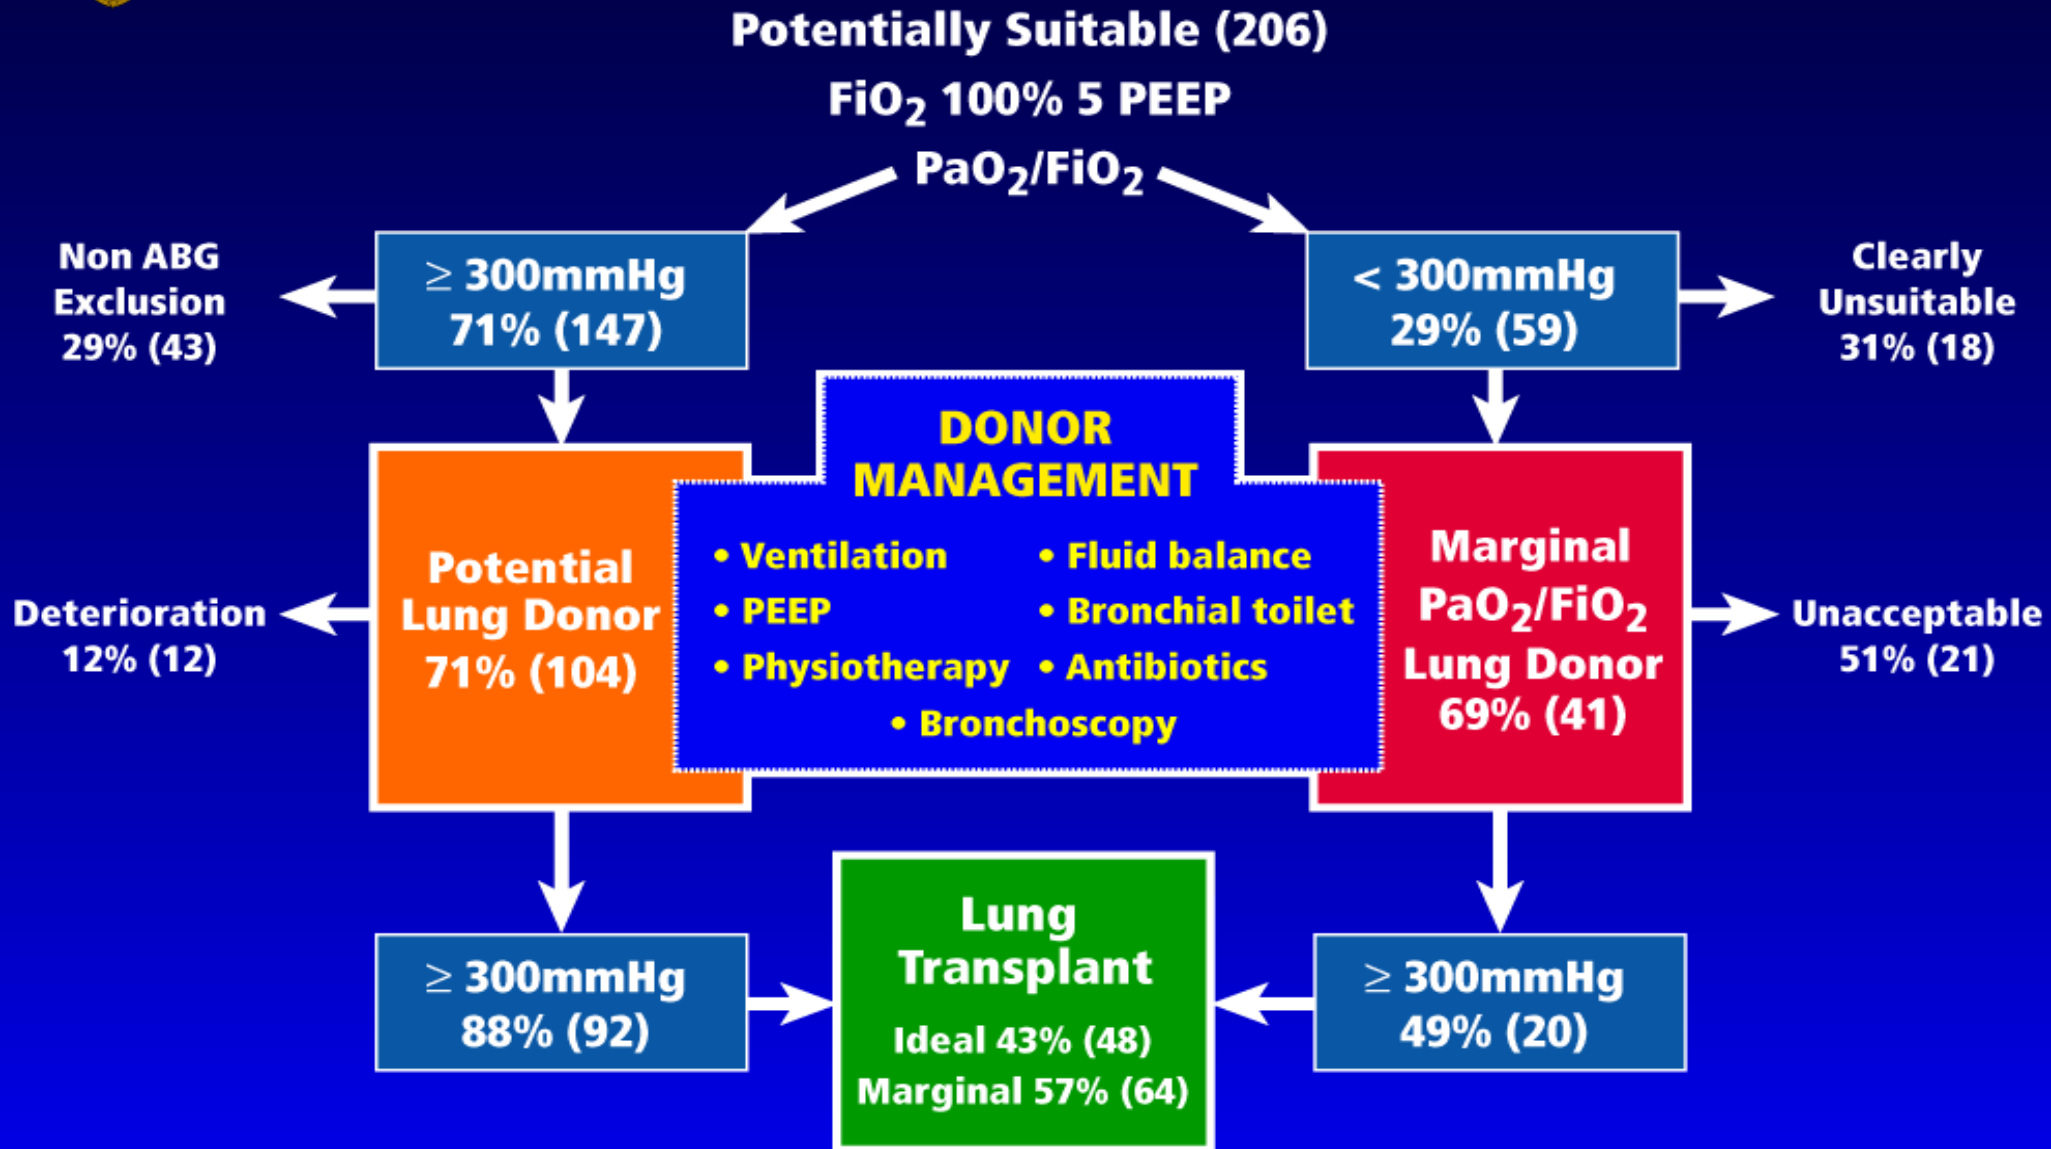 Potentially Suitable (206)
FiO₂ 100% 5 PEEP
PaO₂/FiO₂
Non ABG
Exclusion
29% (43)
≥ 300mmHg
71% (147)
< 300mmHg
29% (59)
Clearly
Unsuitable
31% (18)
DONOR
MANAGEMENT
• Ventilation
• Fluid balance
• PEEP
• Bronchial toilet
• Physiotherapy
• Antibiotics
• Bronchoscopy
Deterioration
12% (12)
Potential
Lung Donor
71% (104)
Marginal
PaO₂/FiO₂
Lung Donor
69% (41)
Unacceptable
51% (21)
≥ 300mmHg
88% (92)
Lung
Transplant
Ideal 43% (48)
Marginal 57% (64)
≥ 300mmHg
49% (20)